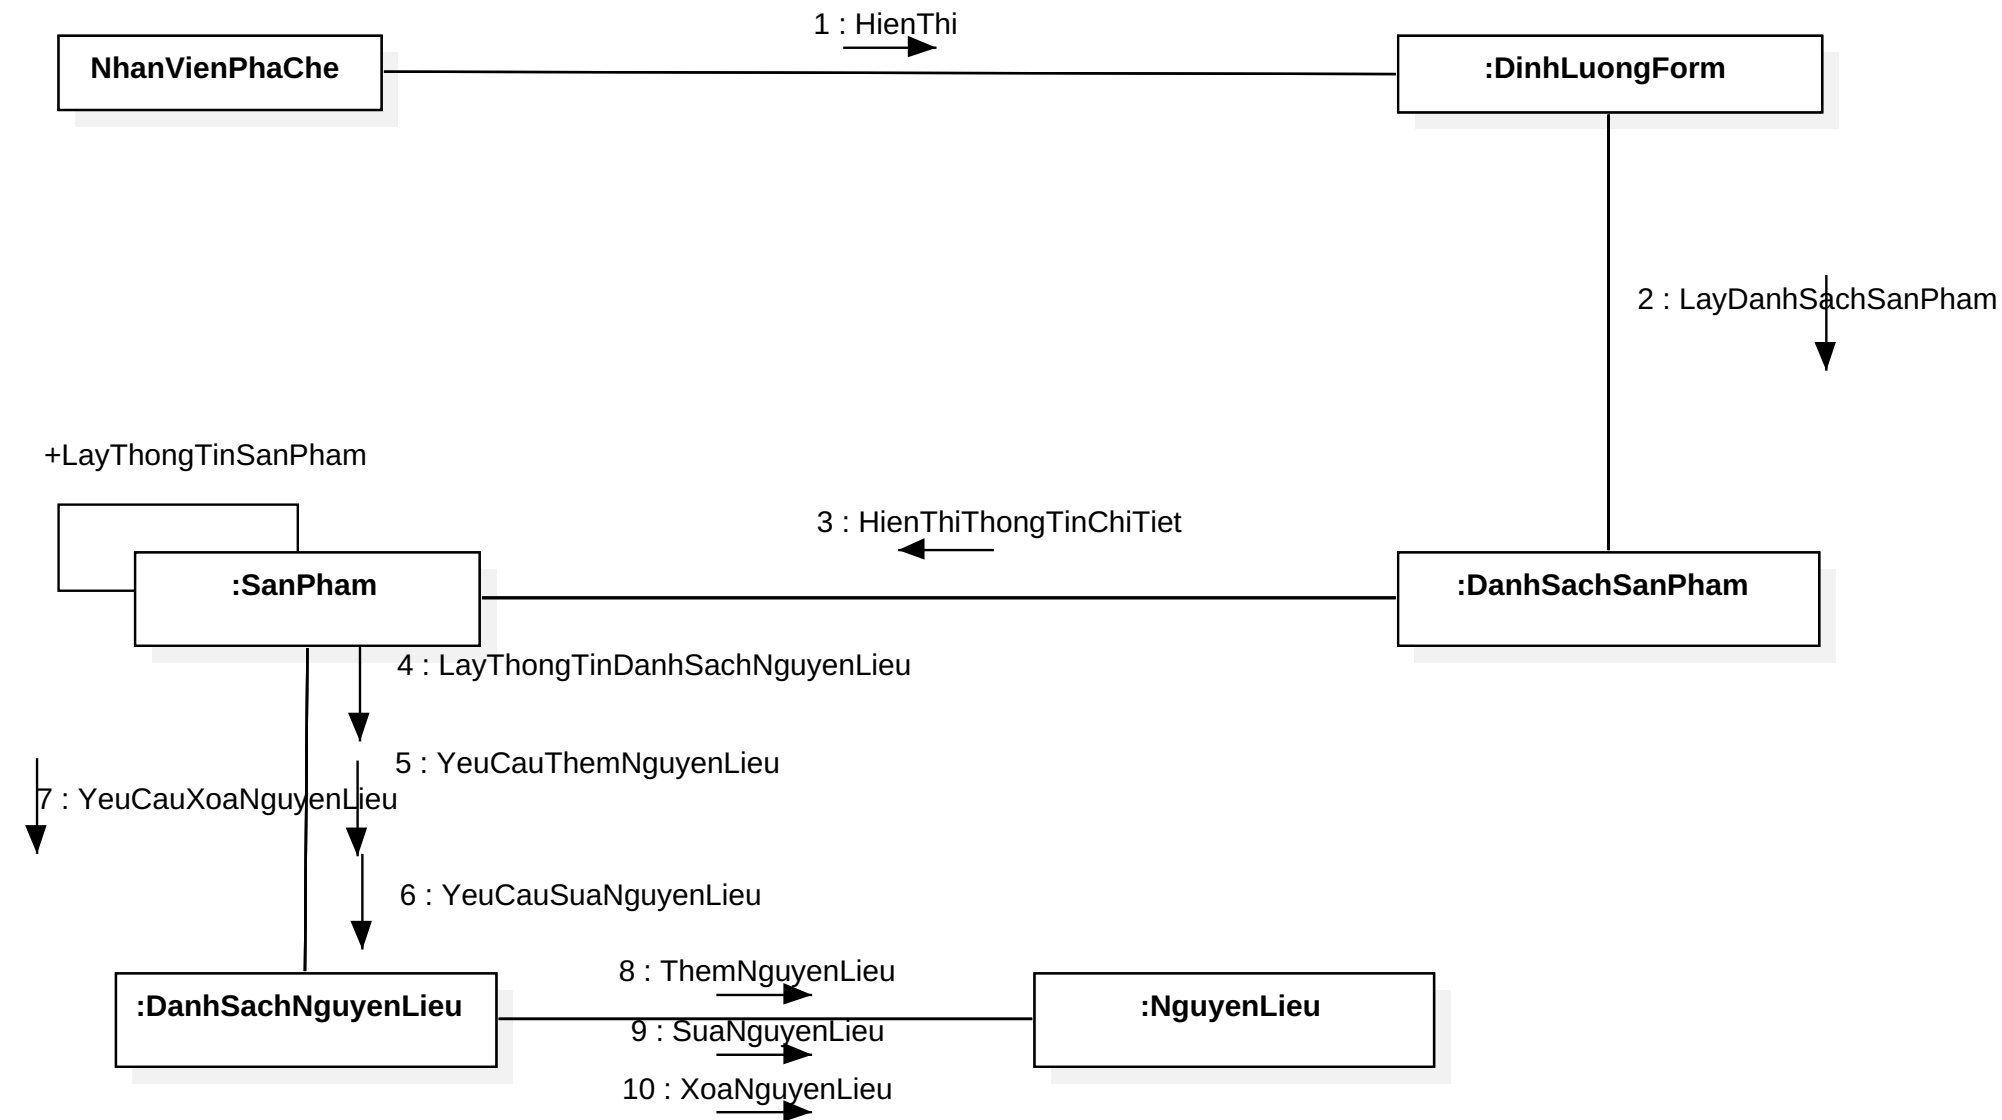 1 : HienThi
NhanVienPhaChe
:DinhLuongForm
2 : LayDanhSachSanPham
+LayThongTinSanPham
3 : HienThiThongTinChiTiet
:SanPham
:DanhSachSanPham
4 : LayThongTinDanhSachNguyenLieu
5 : YeuCauThemNguyenLieu
7 : YeuCauXoaNguyenLieu
6 : YeuCauSuaNguyenLieu
8 : ThemNguyenLieu
:DanhSachNguyenLieu
:NguyenLieu
9 : SuaNguyenLieu
10 : XoaNguyenLieu